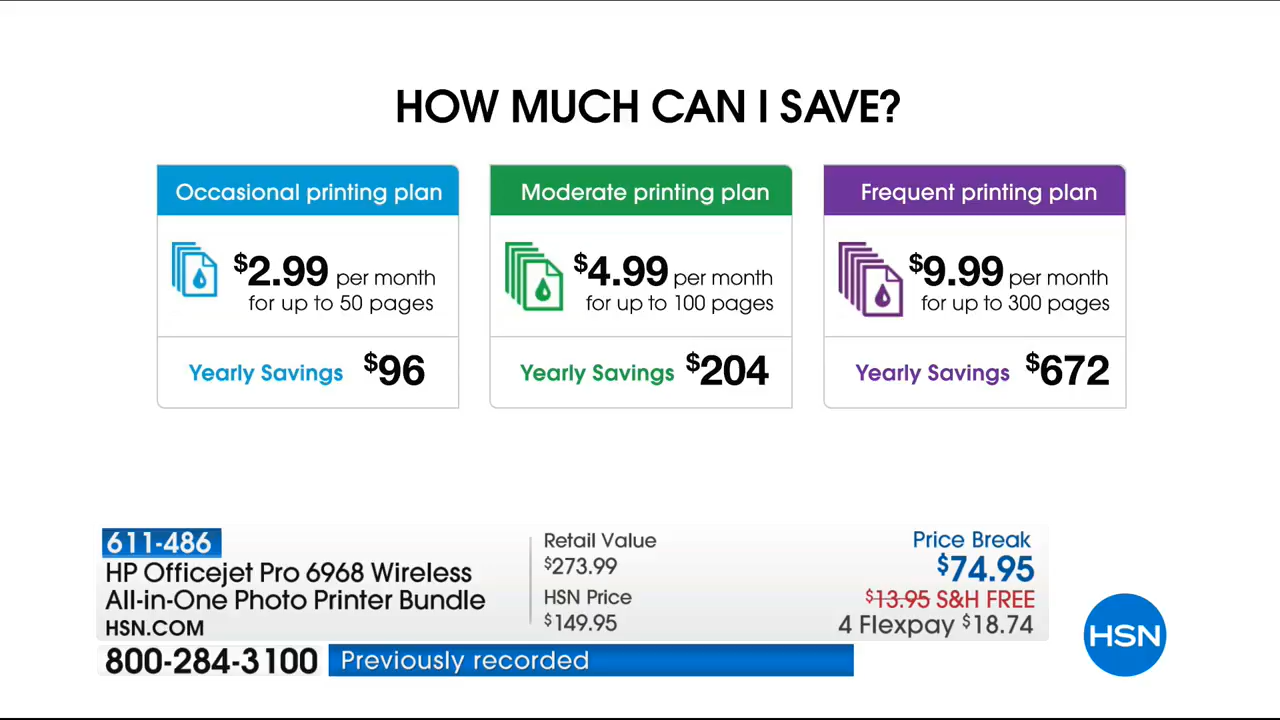 HOW MUCH CAN I SAVE?
Occasional printing plan
$2.99 per month
for up to 50 pages
Yearly Savings $96
Moderate printing plan
$4.99 per month
for up to 100 pages
Yearly Savings $204
Frequent printing plan
$9.99 per month
for up to 300 pages
Yearly Savings $672
611-486
HP Officejet Pro 6968 Wireless
All-in-One Photo Printer Bundle
HSN.COM
Retail Value
$273.99
HSN Price
$149.95
Price Break
$74.95
$13.95 S&H FREE
4 Flexpay $18.74
800-284-3100
Previously recorded
HSN